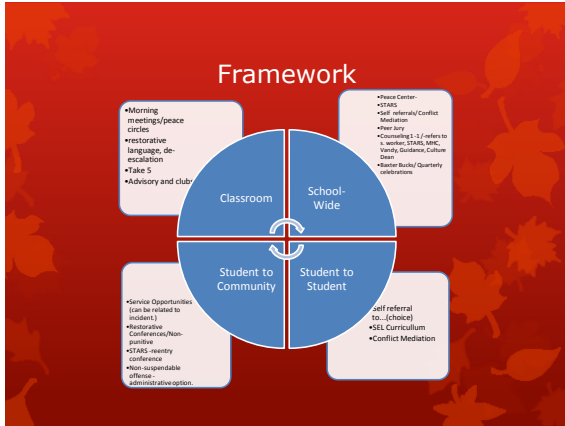 Framework
•Morning
meetings/peace
circles
•restorative
language, de-
escalation
•Take 5
•Advisory and clubs
•Peace Center-
•STARS
•Self referrals/Conflict
Mediation
•Peer Jury
•Counseling 1 -1 /-refers to
s. worker, STARS, MHC,
Vandy, Guidance, Culture
Dean
•Baxter Bucks/ Quarterly
celebrations
Classroom
School-
Wide
Student to
Community
Student to
Student
•Service Opportunities
(can be related to
incident.)
•Restorative
Conferences/Non-
punitive
•STARS -reentry
conference
•Non-suspendable
offense -
administrative option.
Self referral
to...(choice)
•SEL Curricullum
•Conflict Mediation